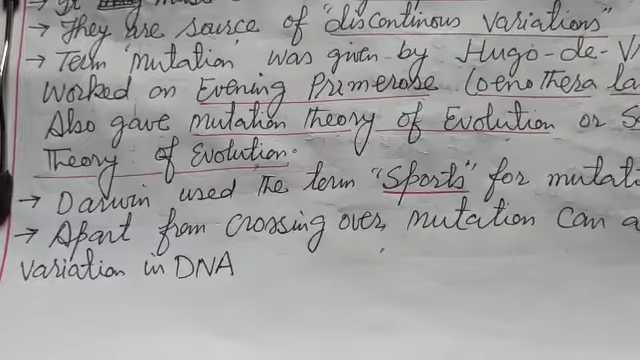 → They are source of "discontinous variations"
→ Term 'mutation' was given by Hugo-de-V
worked on Evening Primerose (oenothera la
Also gave mutation theory of Evolution or S
Theory of Evolution.
→ Darwin used the term "Sports" for mutati
→ Apart from crossing over, mutation can a
variation in DNA